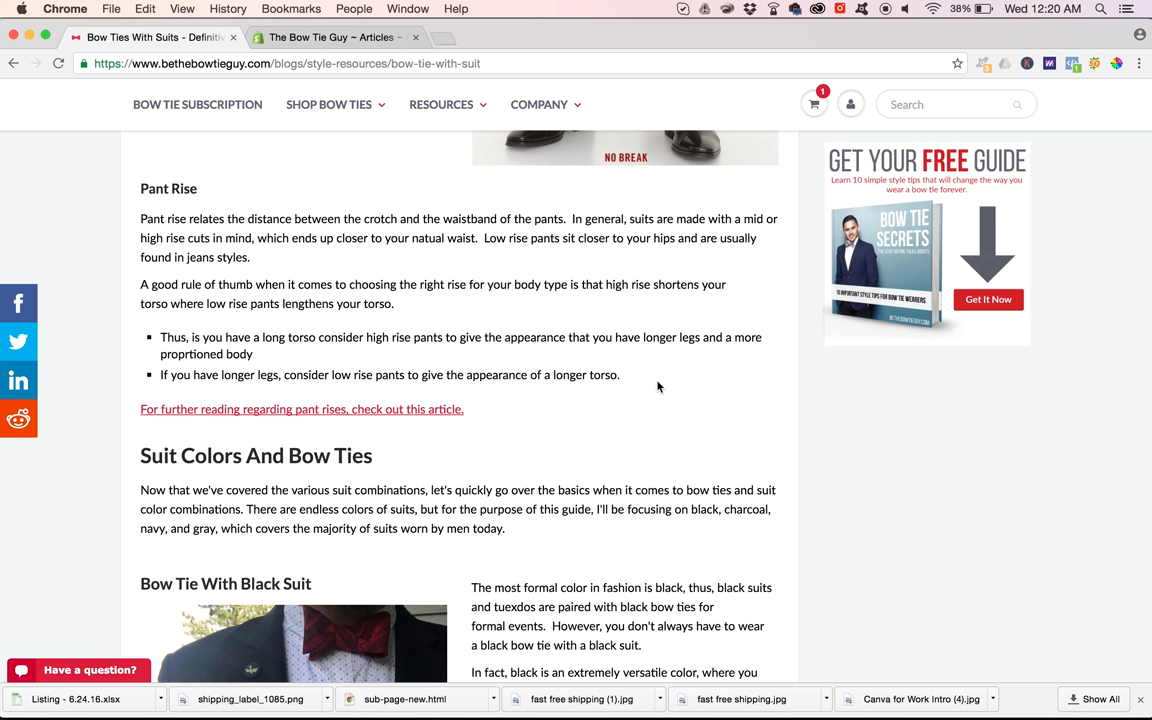 Chrome File Edit View History Bookmarks People Window Help 38% Wed 12:20 AM
Bow Ties With Suits - Definitiv The Bow Tie Guy ~ Articles ~
https://www.bethebowtieguy.com/blogs/style-resources/bow-tie-with-suit
BOW TIE SUBSCRIPTION SHOP BOW TIES RESOURCES COMPANY 1 Search
NO BREAK
Pant Rise
Pant rise relates the distance between the crotch and the waistband of the pants. In general, suits are made with a mid or
high rise cuts in mind, which ends up closer to your natual waist. Low rise pants sit closer to your hips and are usually
found in jeans styles.
A good rule of thumb when it comes to choosing the right rise for your body type is that high rise shortens your
torso where low rise pants lengthens your torso.
Thus, is you have a long torso consider high rise pants to give the appearance that you have longer legs and a more
proprtioned body
If you have longer legs, consider low rise pants to give the appearance of a longer torso.
For further reading regarding pant rises, check out this article.
Suit Colors And Bow Ties
Now that we've covered the various suit combinations, let's quickly go over the basics when it comes to bow ties and suit
color combinations. There are endless colors of suits, but for the purpose of this guide, I'll be focusing on black, charcoal,
navy, and gray, which covers the majority of suits worn by men today.
Bow Tie With Black Suit
The most formal color in fashion is black, thus, black suits
and tuexdos are paired with black bow ties for
formal events. However, you don't always have to wear
a black bow tie with a black suit.
In fact, black is an extremely versatile color, where you
GET YOUR FREE GUIDE
Learn 10 simple style tips that will change the way you
wear a bow tie forever.
BOW TIE
SECRETS
10 IMPORTANT STYLE TIPS FOR BOW TIE WEARERS
BETHEBOWTIEGUY.COM
Get It Now
Have a question?
Listing - 6.24.16.xlsx shipping_label_1085.png sub-page-new.html fast free shipping (1).jpg fast free shipping.jpg Canva for Work Intro (4).jpg Show All